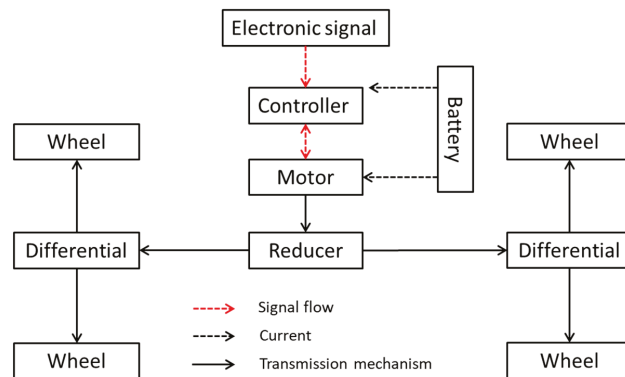 Electronic signal
Controller
Battery
Wheel
Wheel
Motor
Differential
Reducer
Differential
Signal flow
Current
Wheel
Transmission mechanism
Wheel